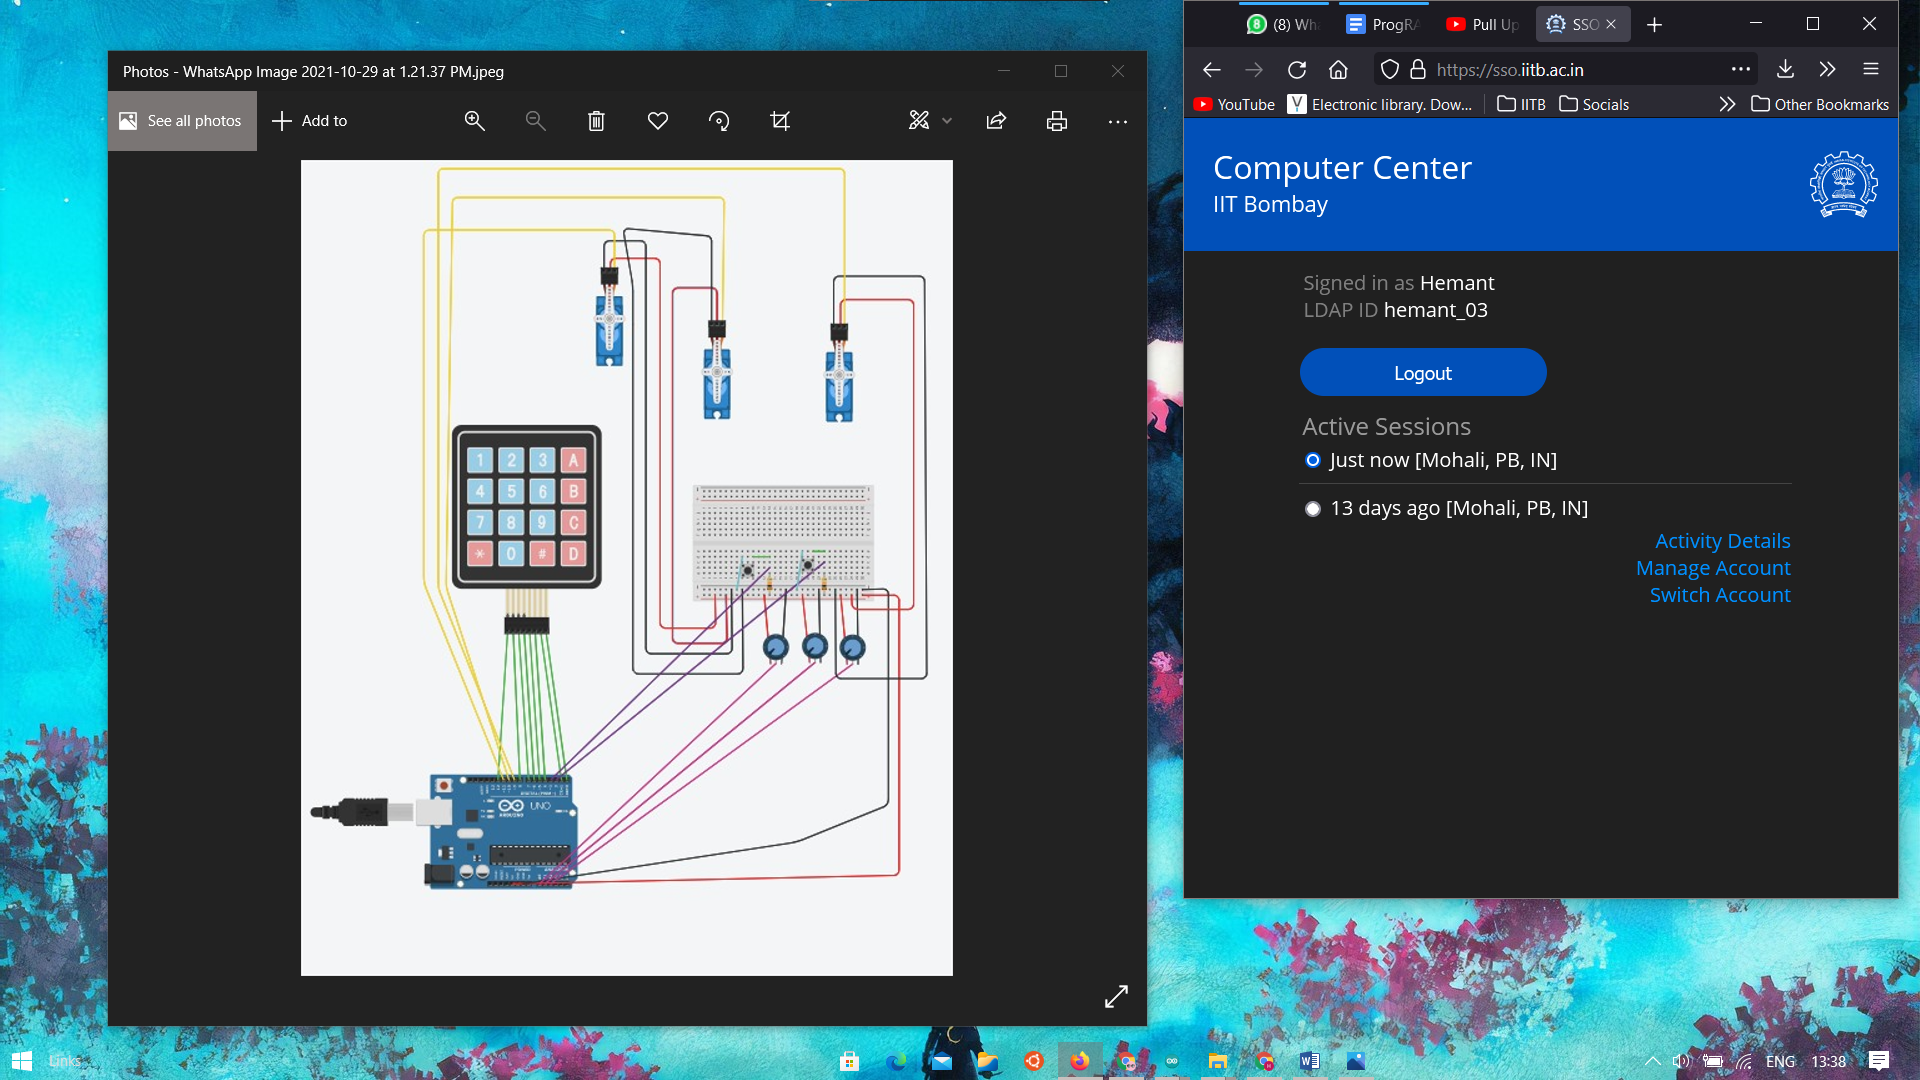 Photos - WhatsApp Image 2021-10-29 at 1.21.37 PM.jpeg
See all photos
Add to
1 2 3 A
4 5 6 B
7 8 9 C
* 0 # D
UNO
ARDUINO
(8) Wh
ProgRA
Pull Up
SSO
https://sso.iitb.ac.in
YouTube
Electronic library. Dow...
IITB
Socials
Other Bookmarks
Computer Center
IIT Bombay
Signed in as Hemant
LDAP ID hemant_03
Logout
Active Sessions
Just now [Mohali, PB, IN]
13 days ago [Mohali, PB, IN]
Activity Details
Manage Account
Switch Account
Links
ENG
13:38